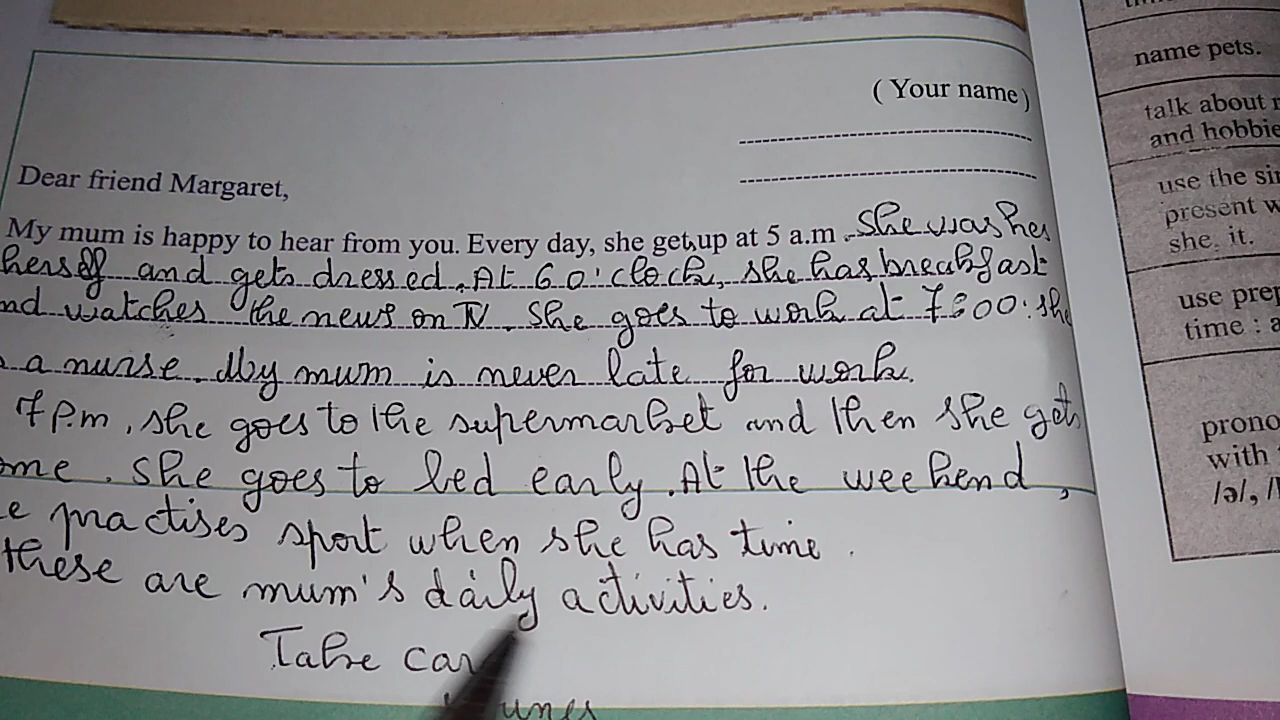 ( Your name )
Dear friend Margaret,
My mum is happy to hear from you. Every day, she gets up at 5 a.m. She washes
herself and gets dressed. At 6 o'clock, she has breakfast
nd watches the news on TV. She goes to work at 7:00. she
a nurse. My mum is never late for work.
7 p.m, she goes to the supermarket and then she gets
ome. She goes to bed early. At the weekend,
e practises sport when she has time.
these are mum's daily activities.
Take car
name pets.
talk about
and hobbie
use the sim
present w
she. it.
use prep
time : a
prono
with
/ə/, /